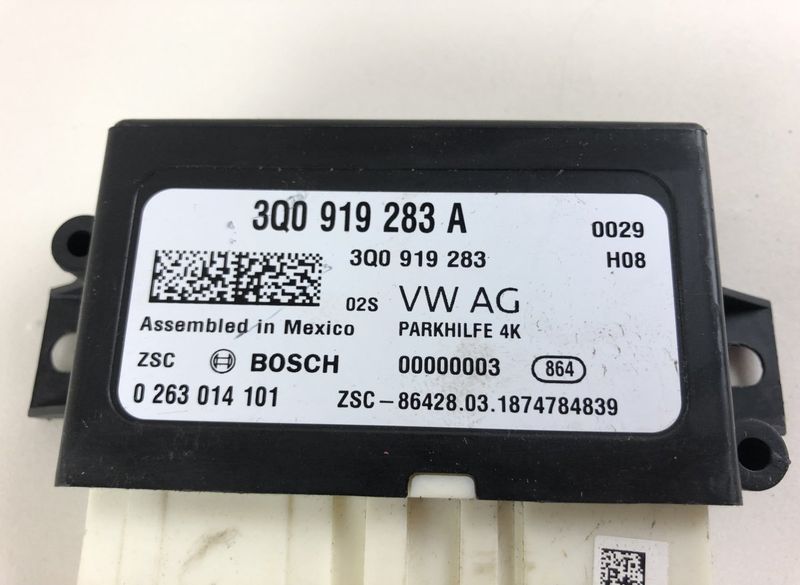 3Q0 919 283 A 0029
3Q0 919 283 H08
02S VW AG
Assembled in Mexico PARKHILFE 4K
ZSC BOSCH 00000003 864
0 263 014 101 ZSC-86428.03.1874784839